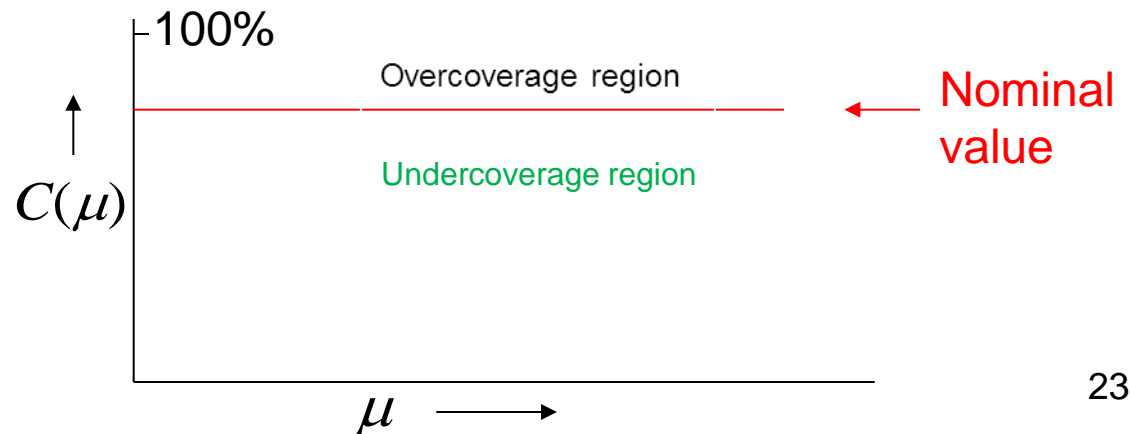 100%
Overcoverage region
Nominal
value
Undercoverage region
C(μ)
μ
23